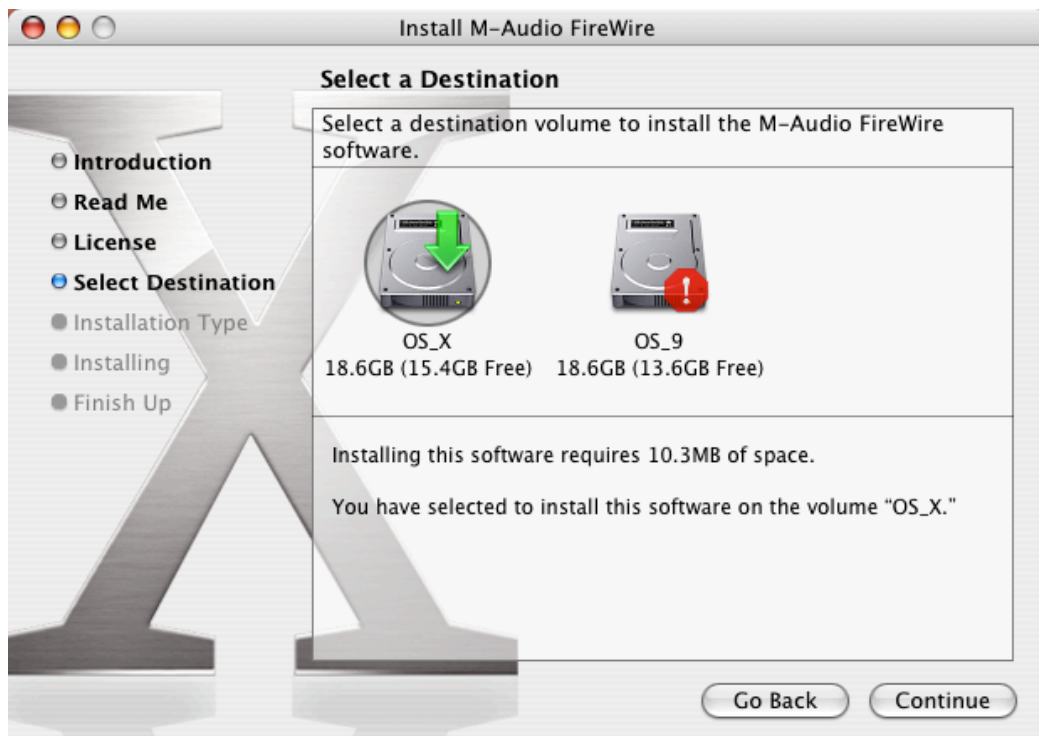 Install M-Audio FireWire
Select a Destination
Select a destination volume to install the M-Audio FireWire
software.
Introduction
Read Me
License
Select Destination
Installation Type
Installing
Finish Up
OS_X
18.6GB (15.4GB Free)
OS_9
18.6GB (13.6GB Free)
Installing this software requires 10.3MB of space.
You have selected to install this software on the volume “OS_X.”
Go Back
Continue